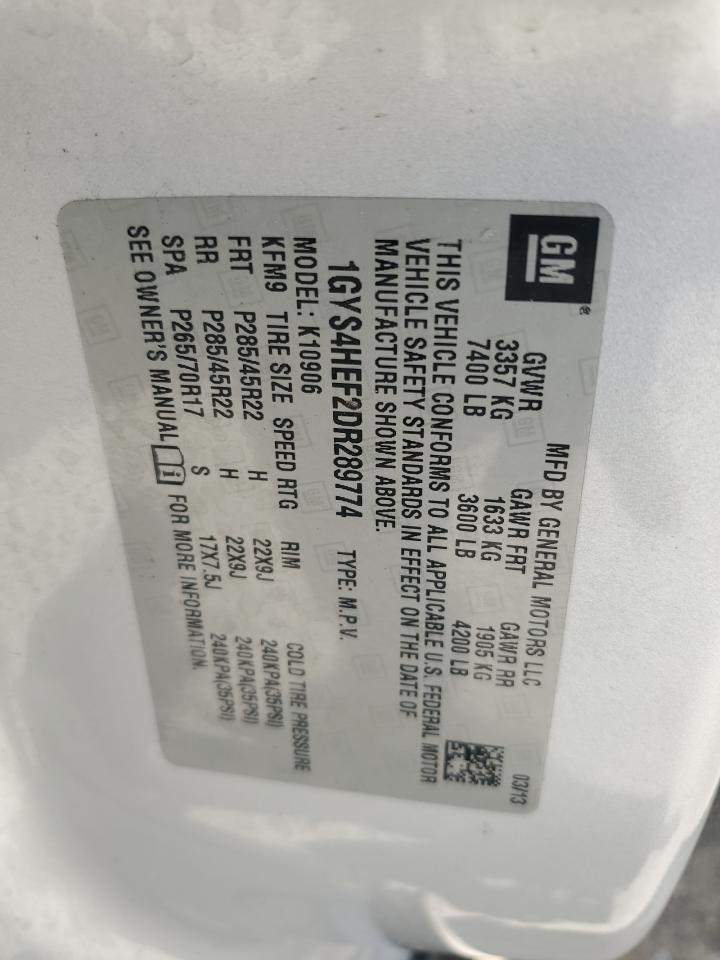 GM®
MFD BY GENERAL MOTORS LLC 03/13
GVWR GAWR FRT GAWR RR
3357 KG 1633 KG 1905 KG
7400 LB 3600 LB 4200 LB
THIS VEHICLE CONFORMS TO ALL APPLICABLE U.S. FEDERAL MOTOR
VEHICLE SAFETY STANDARDS IN EFFECT ON THE DATE OF
MANUFACTURE SHOWN ABOVE.
1GYS4HEF2DR289774 TYPE: M.P.V.
MODEL: K10906
KFM9 TIRE SIZE SPEED RTG RIM COLD TIRE PRESSURE
FRT P285/45R22 H 22X9J 240KPA(35PSI)
RR P285/45R22 H 22X9J 240KPA(35PSI)
SPA P265/70R17 S 17X7.5J 240KPA(35PSI)
SEE OWNER'S MANUAL i FOR MORE INFORMATION.